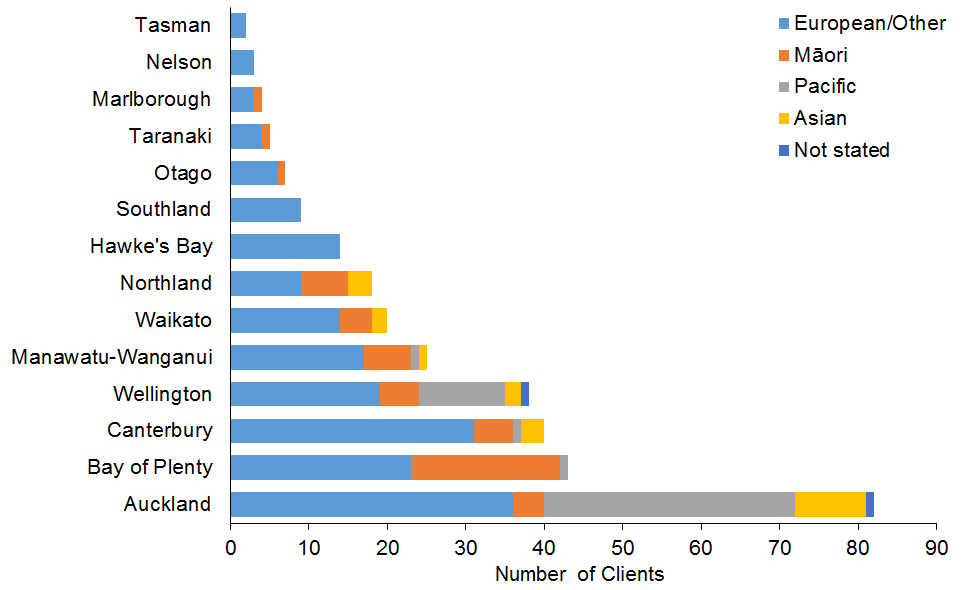 Tasman
Nelson
Marlborough
Taranaki
Otago
Southland
Hawke's Bay
Northland
Waikato
Manawatu-Wanganui
Wellington
Canterbury
Bay of Plenty
Auckland
European/Other
Māori
Pacific
Asian
Not stated
0 10 20 30 40 50 60 70 80 90
Number of Clients